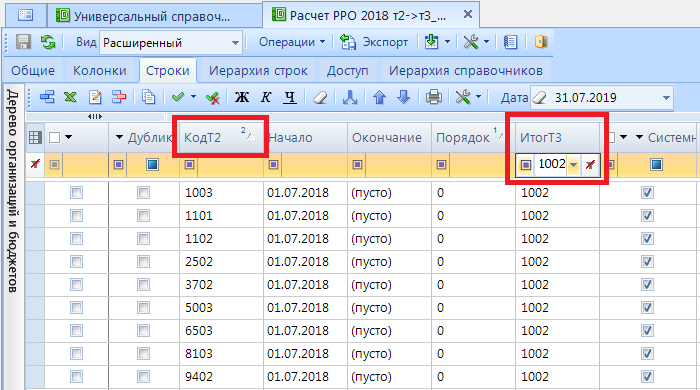 Универсальный справоч...
Расчет РРО 2018 т2->т3_...
Вид Расширенный Операции Экспорт
Общие Колонки Строки Иерархия строк Доступ Иерархия справочников
Ж К Ч Дата 31.07.2019
Дерево организаций и бюджетов
Дублик КодТ2 2 Начало Окончание Порядок 1 ИтогТ3 Системн
1002
1003 01.07.2018 (пусто) 0 1002
1101 01.07.2018 (пусто) 0 1002
1102 01.07.2018 (пусто) 0 1002
2502 01.07.2018 (пусто) 0 1002
3702 01.07.2018 (пусто) 0 1002
5003 01.07.2018 (пусто) 0 1002
6503 01.07.2018 (пусто) 0 1002
8103 01.07.2018 (пусто) 0 1002
9402 01.07.2018 (пусто) 0 1002